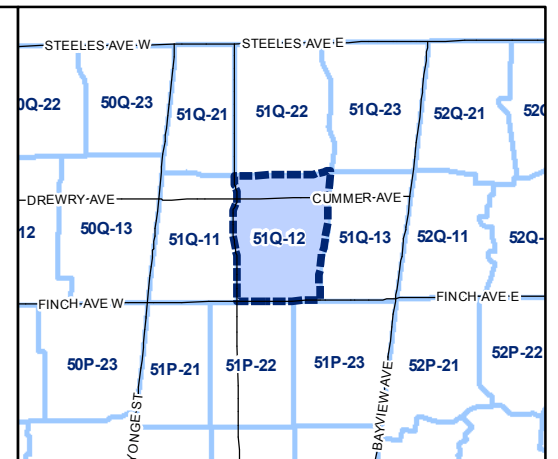 STEELES AVE W STEELES AVE E
0Q-22 50Q-23 51Q-21 51Q-22 51Q-23 52Q-21 52Q
DREWRY AVE CUMMER AVE
12 50Q-13 51Q-11 51Q-12 51Q-13 52Q-11 52Q-
FINCH AVE W FINCH AVE E
50P-23 51P-21 51P-22 51P-23 52P-21 52P-22
YONGE ST
BAYVIEW AVE